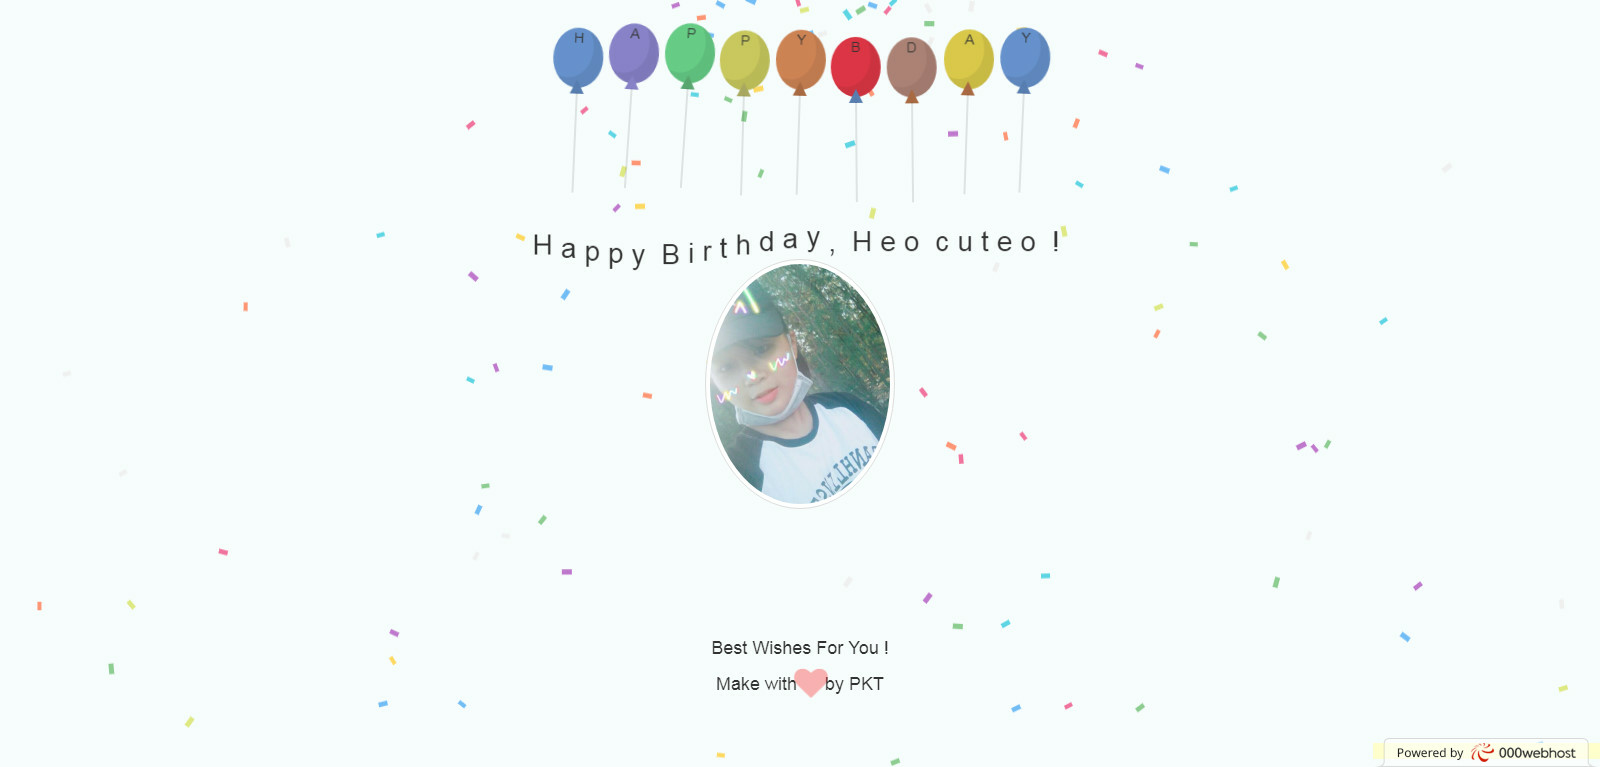 H A P P Y B D A Y
Happy Birthday, Heo cuteo !
Best Wishes For You !
Make with by PKT
Powered by 000webhost